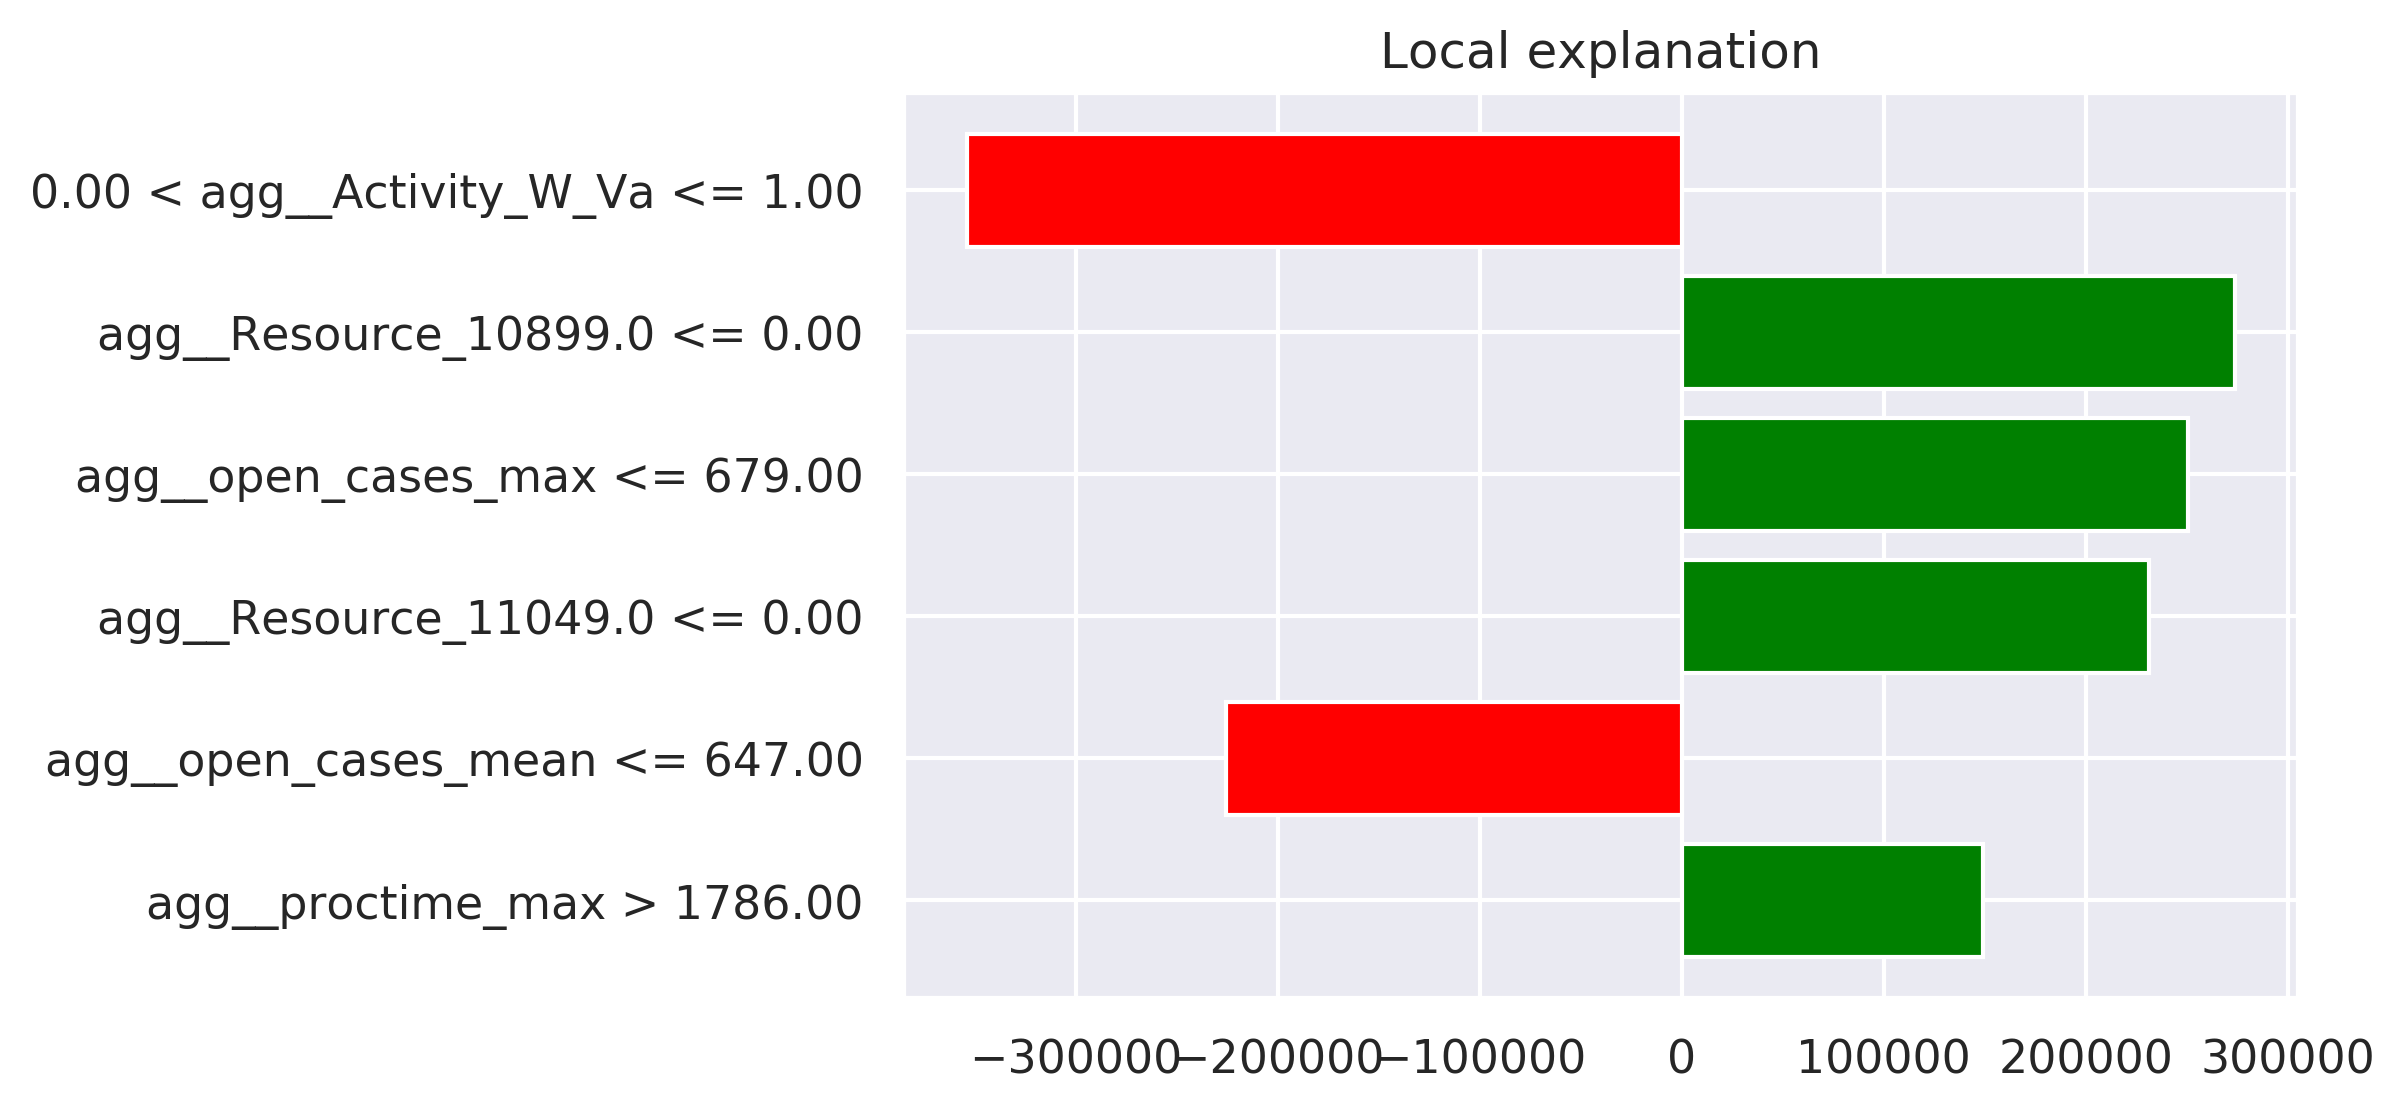 Local explanation
0.00 < agg__Activity_W_Va <= 1.00
agg__Resource_10899.0 <= 0.00
agg__open_cases_max <= 679.00
agg__Resource_11049.0 <= 0.00
agg__open_cases_mean <= 647.00
agg__proctime_max > 1786.00
−300000 −200000 −100000 0 100000 200000 300000